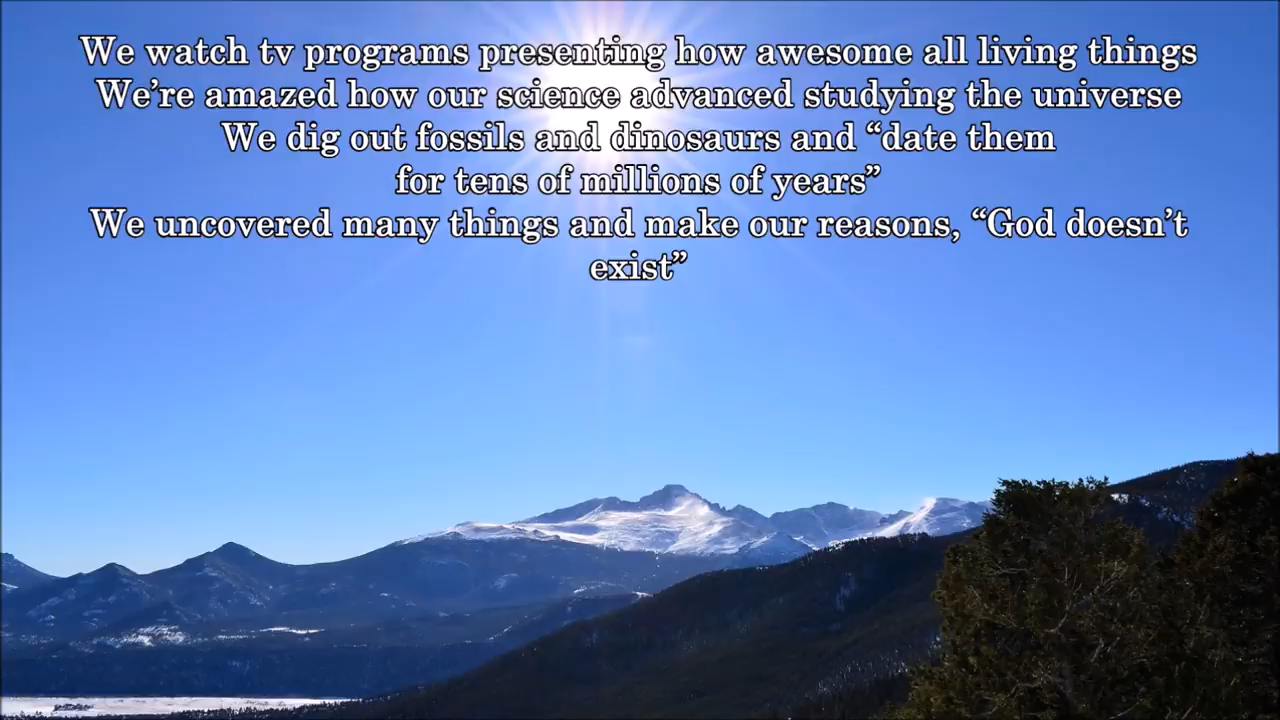 We watch tv programs presenting how awesome all living things
We’re amazed how our science advanced studying the universe
We dig out fossils and dinosaurs and “date them
for tens of millions of years”
We uncovered many things and make our reasons, “God doesn’t
exist”